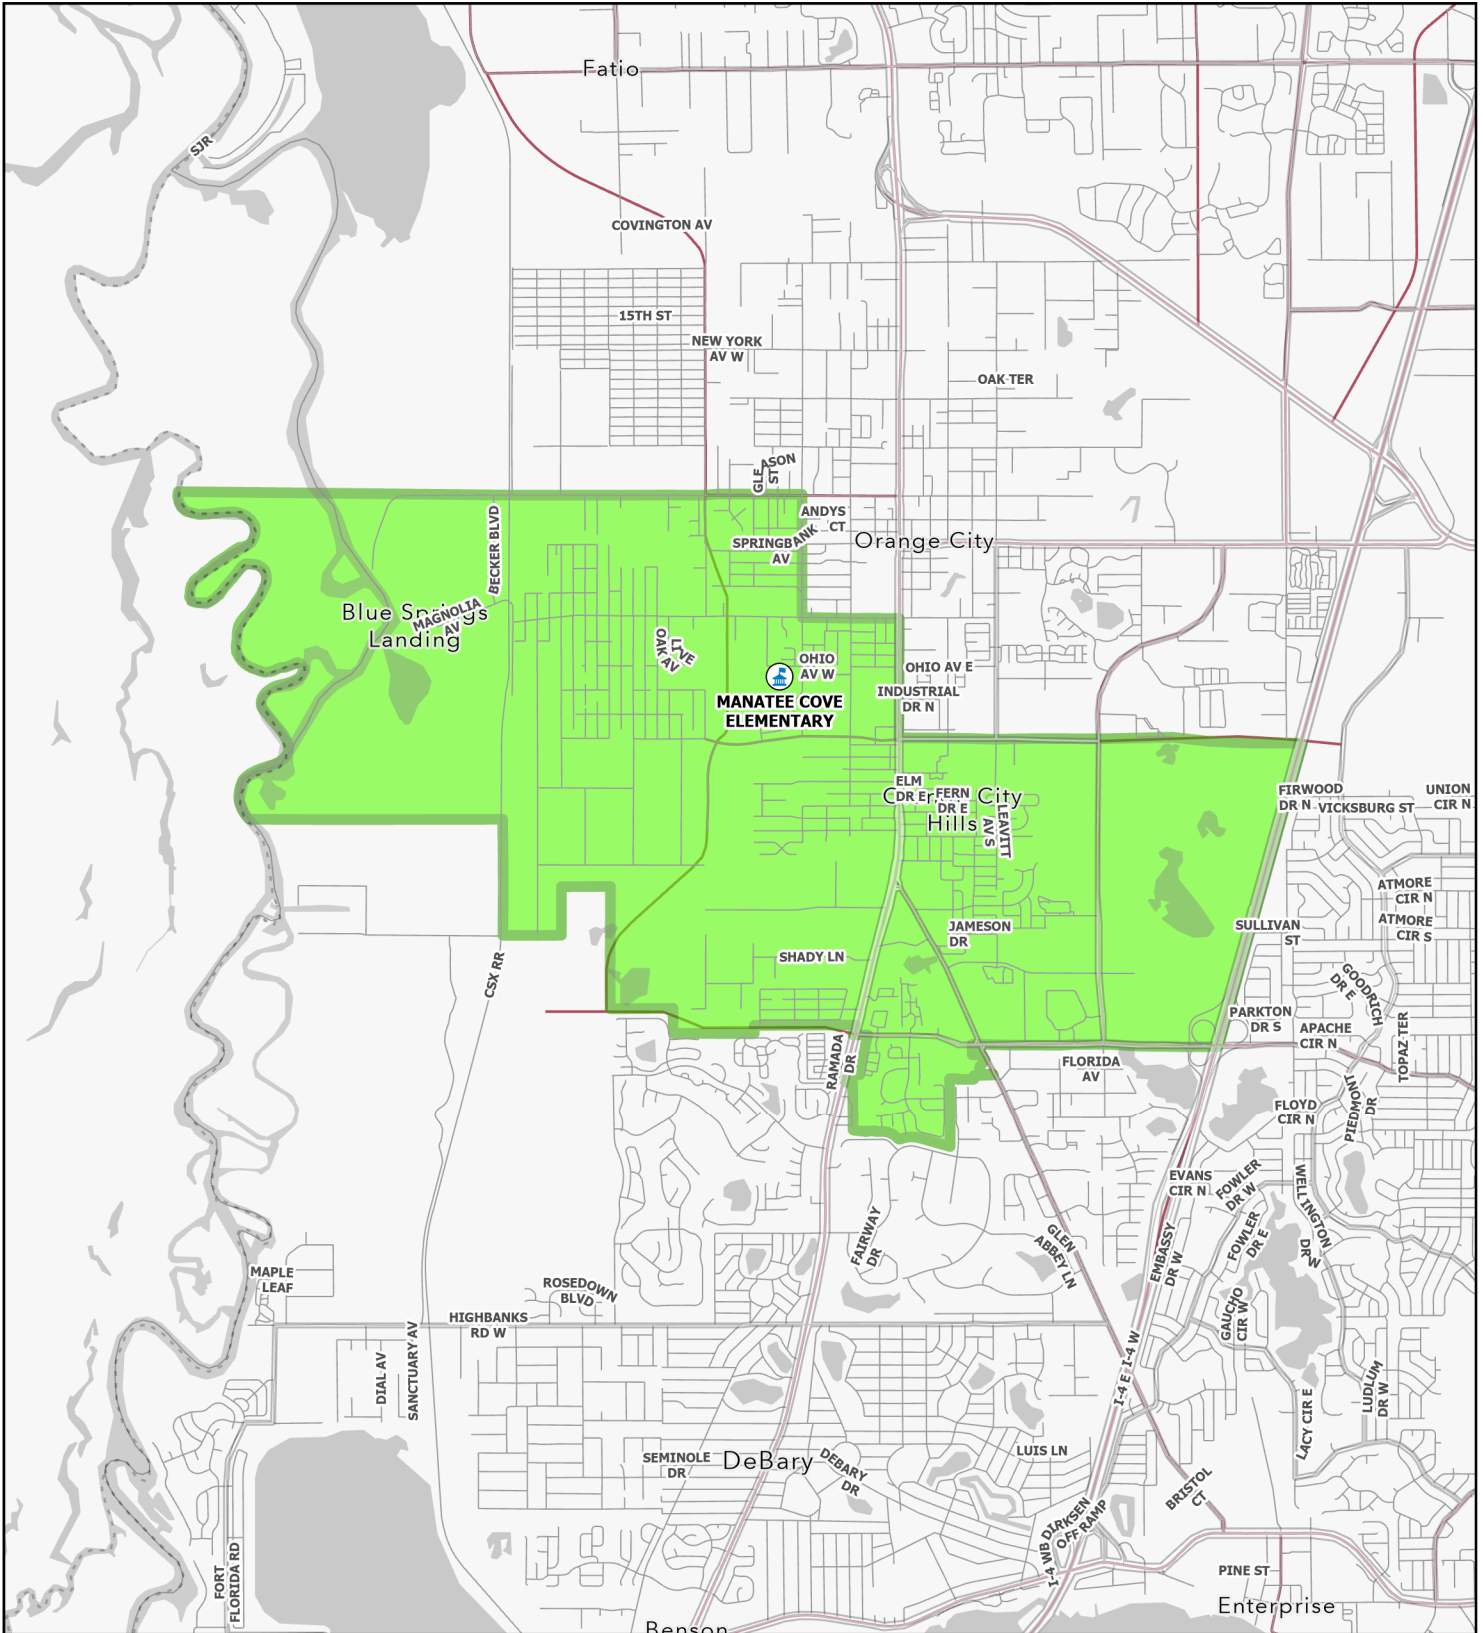 Fatio
SJR
COVINGTON AV
15TH ST
NEW YORK
AV W
OAK TER
GLEASON
ST
ANDYS
CT
SPRINGBANK
AV
Orange City
BECKER BLVD
Blue Springs
Landing
MAGNOLIA
AV
LIVE
OAK AV
OHIO
AV W
OHIO AV E
INDUSTRIAL
DR N
MANATEE COVE
ELEMENTARY
ELM
DR E
FERN
DR E
City
Hills
LEAVITT
AV S
FIRWOOD
DR N
VICKSBURG ST
UNION
CIR N
ATMORE
CIR N
ATMORE
CIR S
SULLIVAN
ST
JAMESON
DR
SHADY LN
CSX RR
GOODRICH
DR E
PARKTON
DR S
APACHE
CIR N
TOPAZ TER
RAMADA
DR
FLORIDA
AV
PIEDMONT
DR
FLOYD
CIR N
EVANS
CIR N
FOWLER
DR W
WELLINGTON
DR W
FOWLER
DR E
FAIRWAY
DR
GLEN
ABBEY LN
EMBASSY
DR W
MAPLE
LEAF
ROSEDOWN
BLVD
HIGHBANKS
RD W
GAUCHO
CIR W
DIAL AV
SANCTUARY AV
I-4 E
I-4 W
LUDLUM
DR W
LACY CIR E
SEMINOLE
DR
DeBary
DEBARY
DR
LUIS LN
BRISTOL
CT
I-4 WB DIRKSEN
OFF RAMP
FORT
FLORIDA RD
PINE ST
Enterprise
Benson